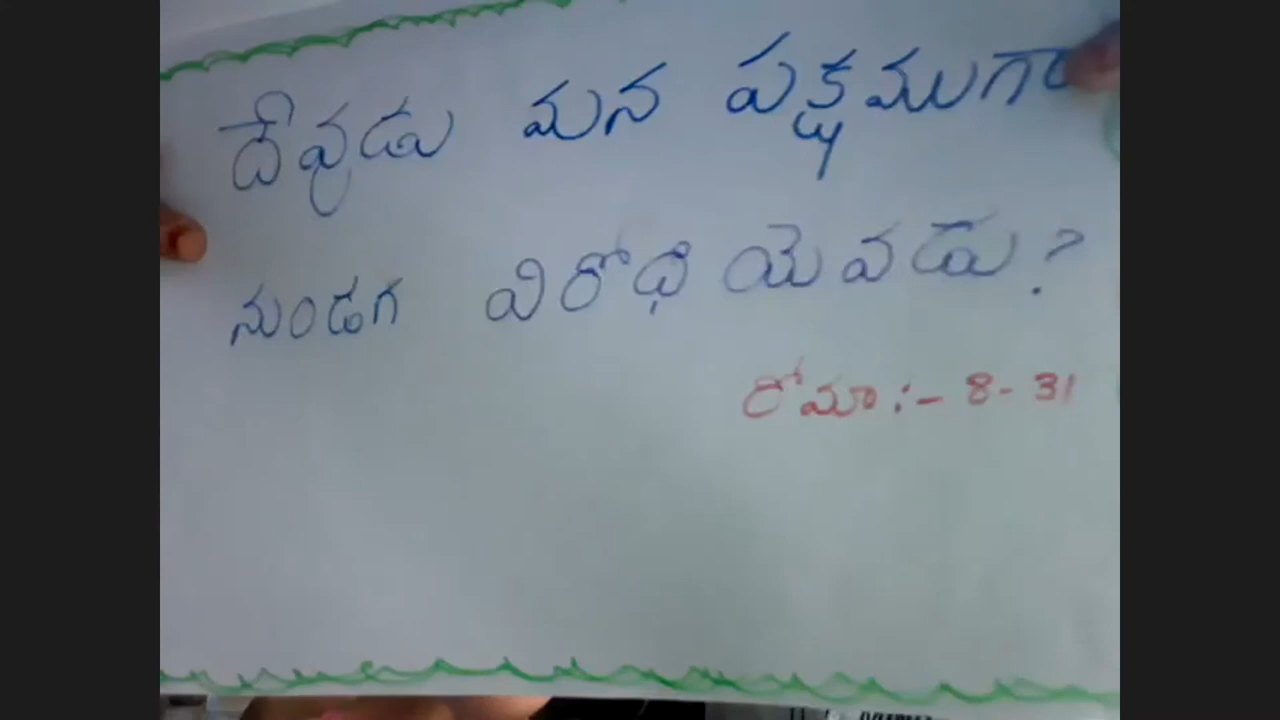 దేవుడు మన పక్షముగా
నుండగ విరోధి యెవడు?
రోమా :- 8 - 31